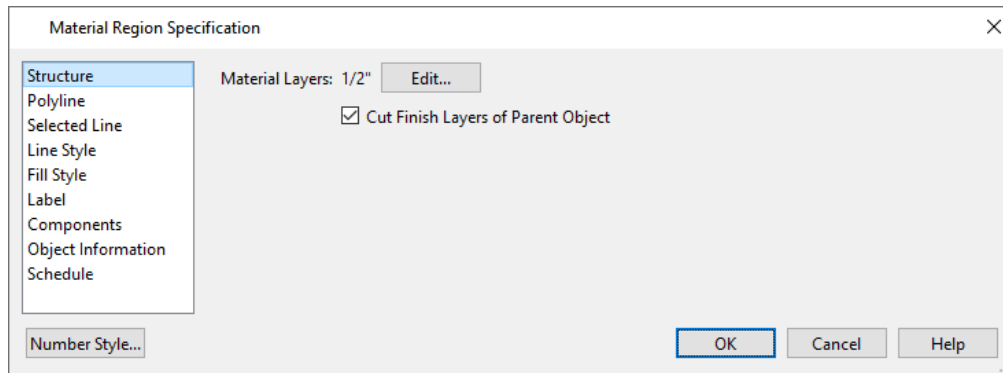 Material Region Specification
Structure
Polyline
Selected Line
Line Style
Fill Style
Label
Components
Object Information
Schedule
Material Layers: 1/2" Edit...
Cut Finish Layers of Parent Object
Number Style... OK Cancel Help